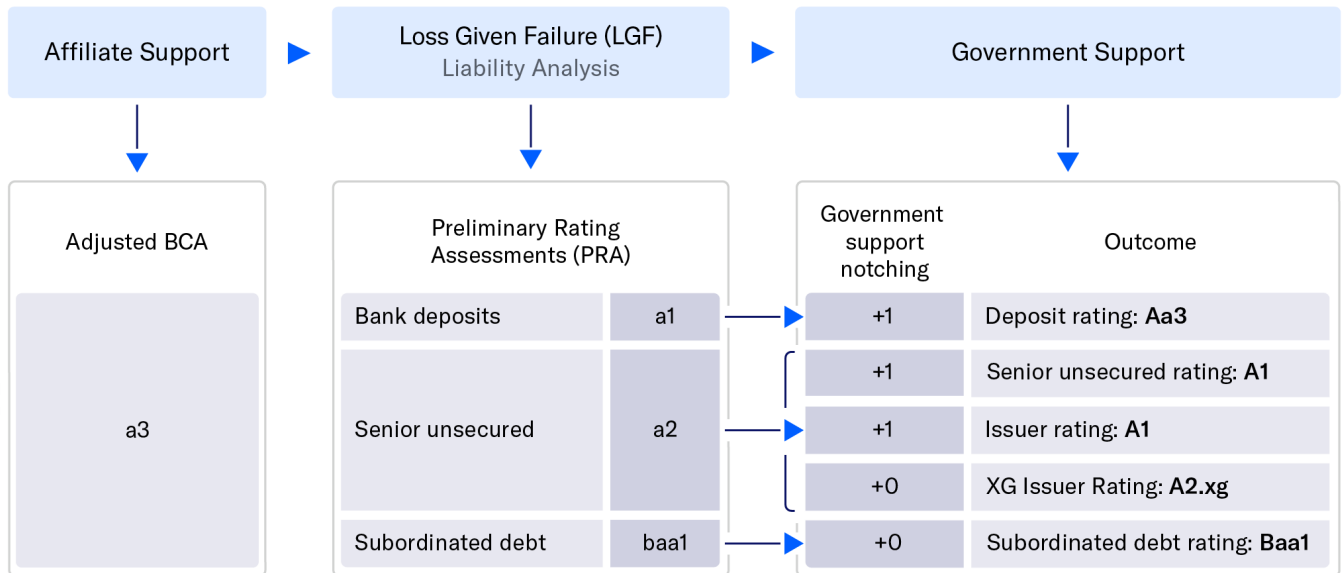 Affiliate Support
Loss Given Failure (LGF)
Liability Analysis
Government Support
Adjusted BCA
a3
Preliminary Rating
Assessments (PRA)
Government
support
notching
Outcome
Bank deposits
a1
+1
Deposit rating: Aa3
Senior unsecured
a2
+1
Senior unsecured rating: A1
+1
Issuer rating: A1
+0
XG Issuer Rating: A2.xg
Subordinated debt
baa1
+0
Subordinated debt rating: Baa1